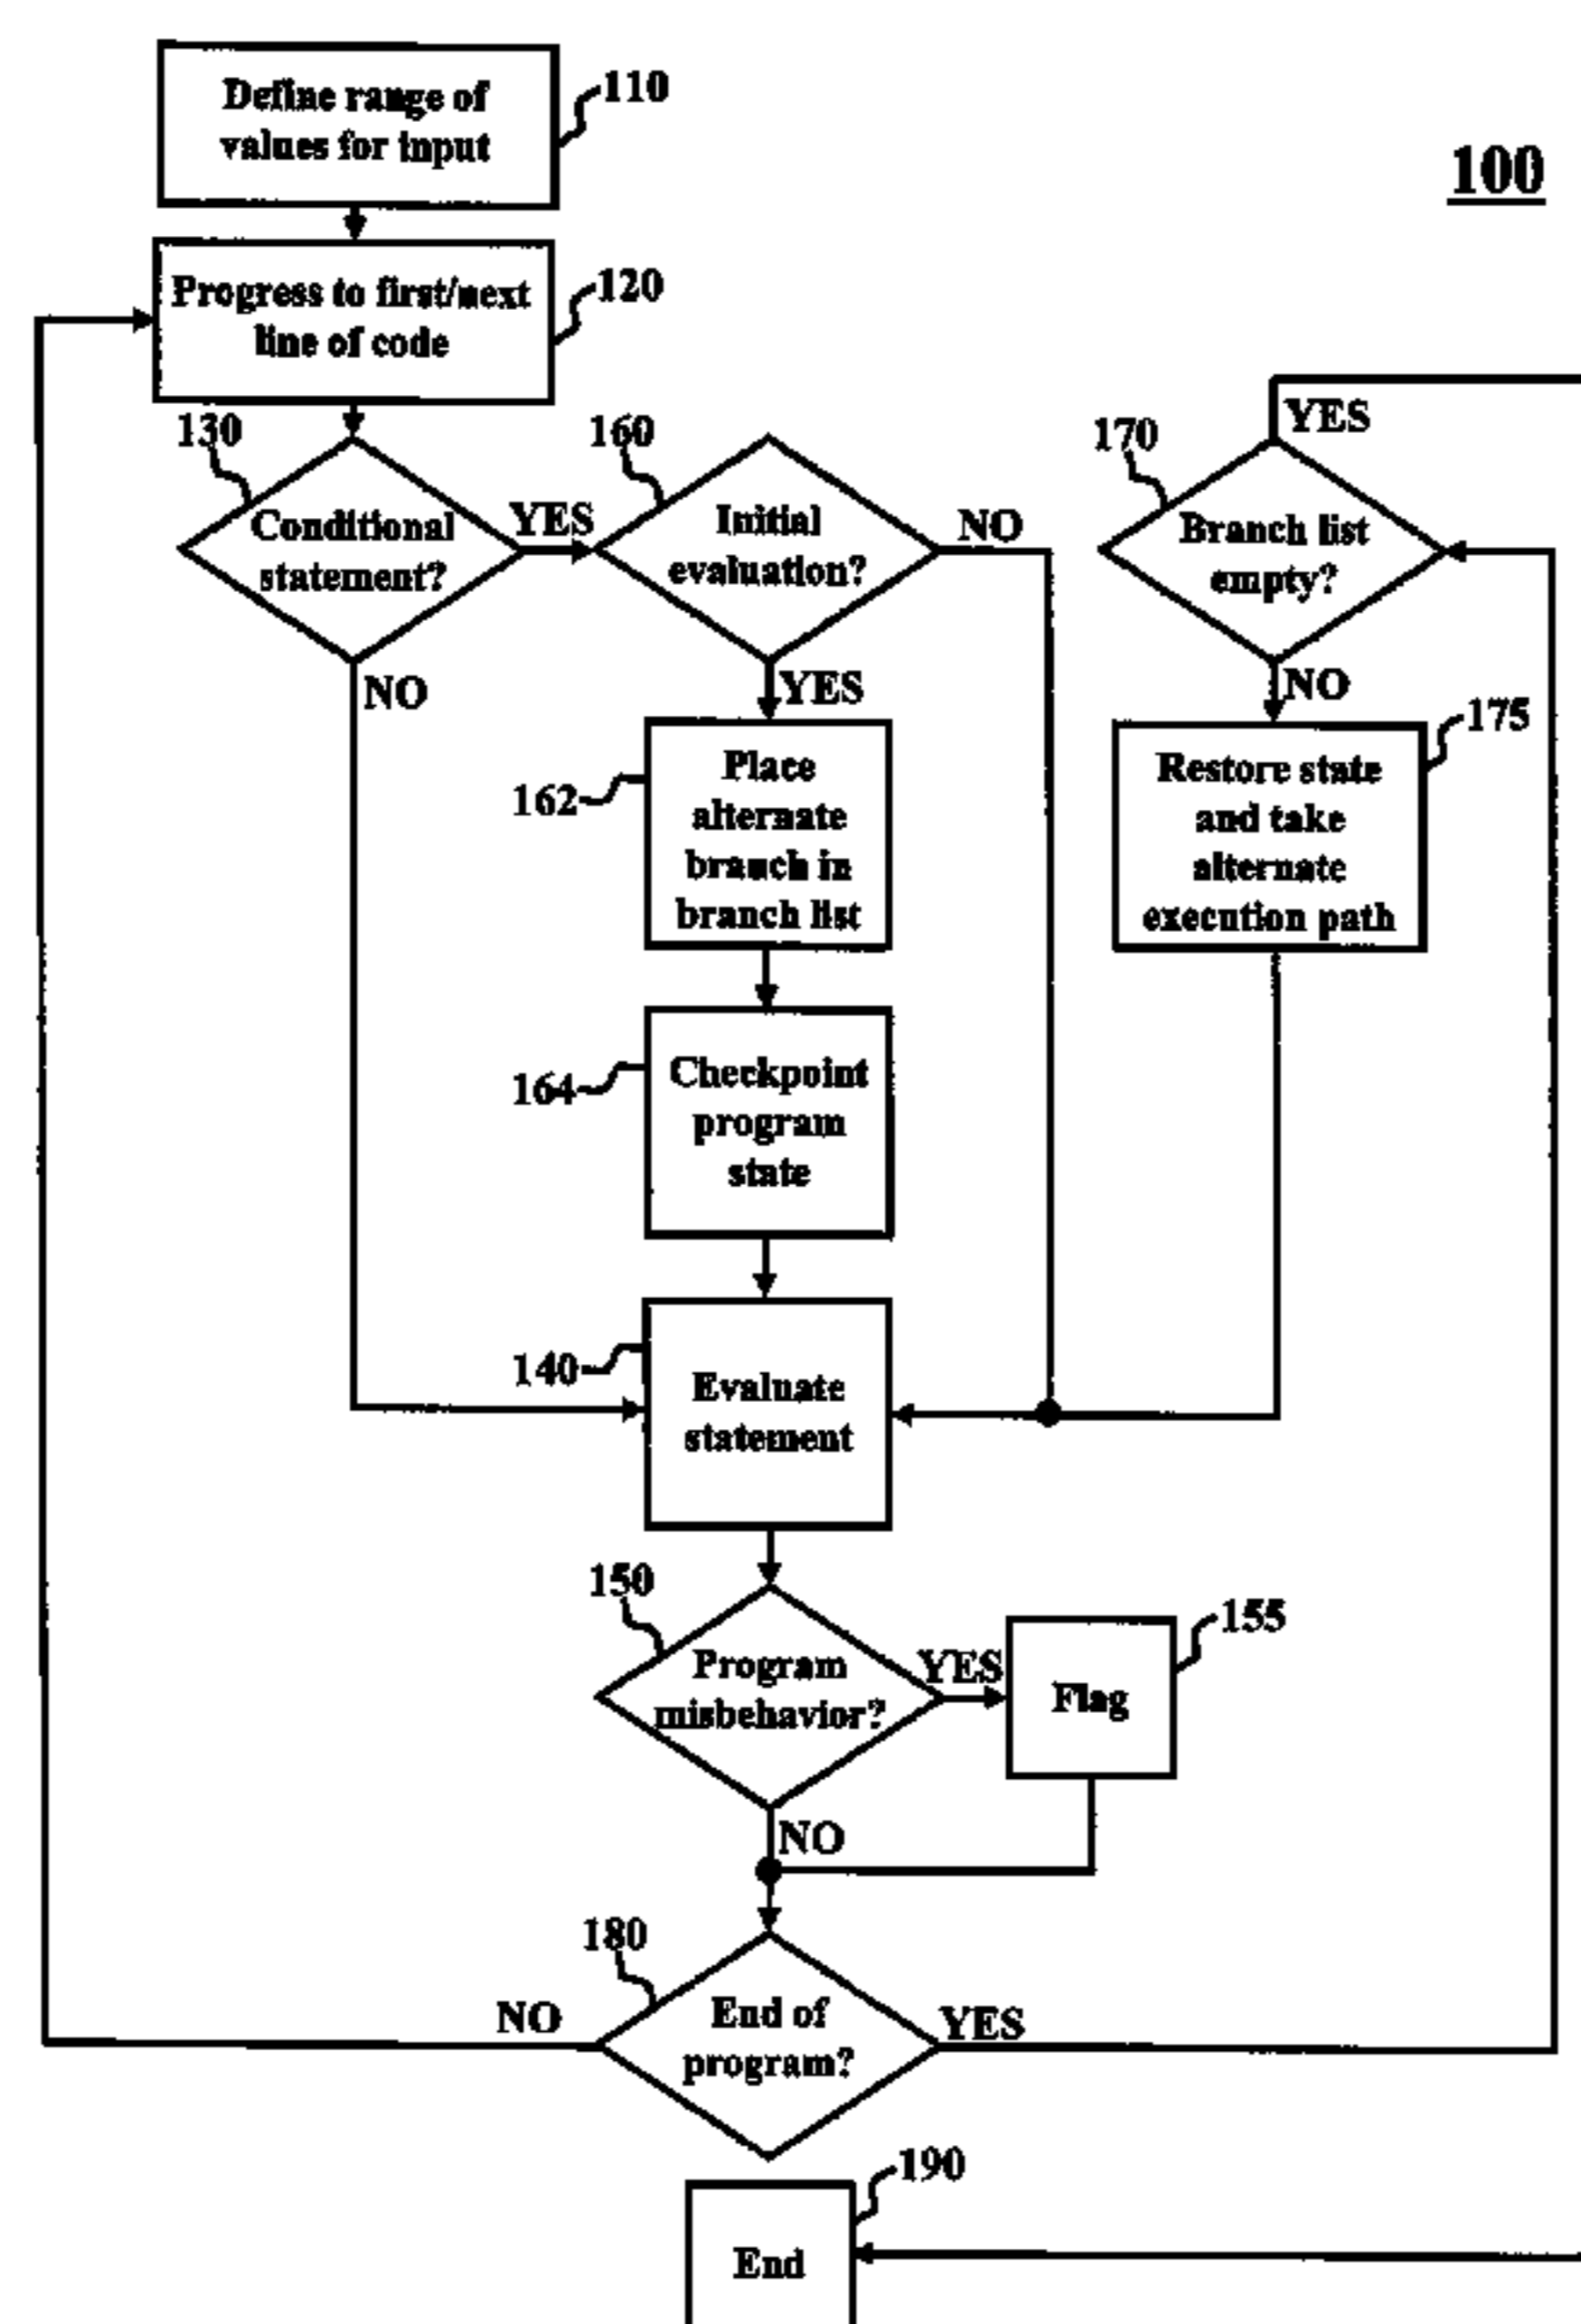 Define range of
values for input
110
100
Progress to first/next
line of code
120
130
Conditional
statement?
YES
NO
160
Initial
evaluation?
NO
YES
170
Branch list
empty?
YES
NO
162
Place
alternate
branch in
branch list
175
Restore state
and take
alternate
execution path
164
Checkpoint
program
state
140
Evaluate
statement
150
Program
misbehavior?
YES
NO
155
Flag
180
End of
program?
NO
YES
190
End